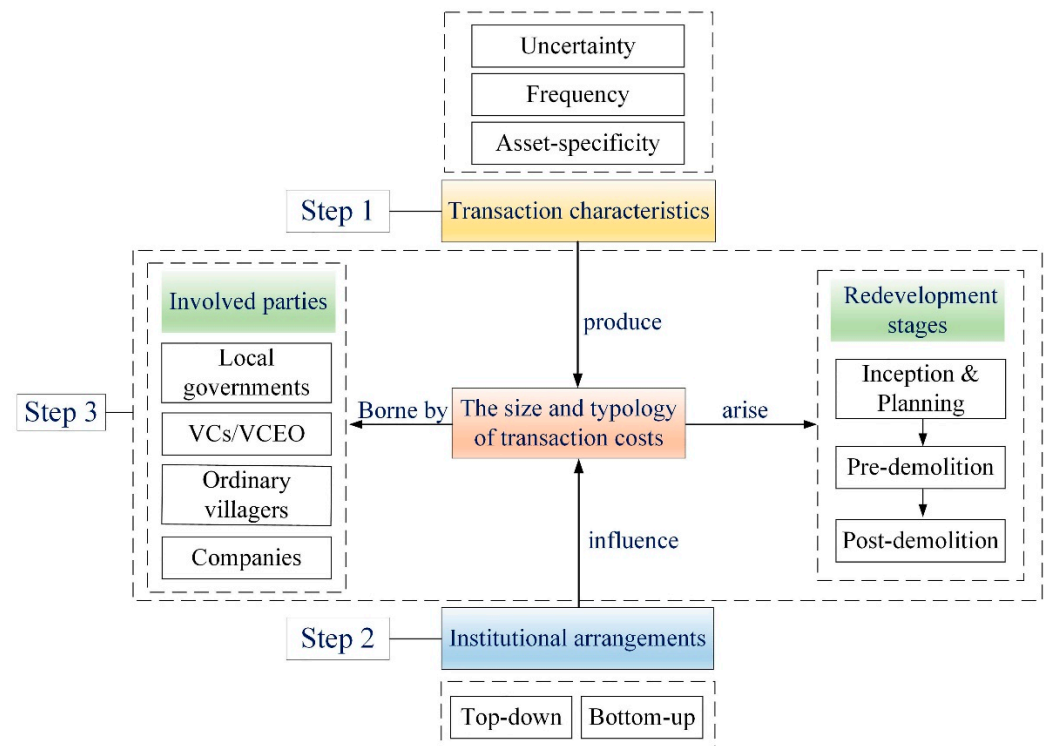 Uncertainty
Frequency
Asset-specificity
Step 1
Transaction characteristics
Involved parties
Local
governments
VCs/VCEO
Ordinary
villagers
Companies
Step 3
produce
Borne by
The size and typology
of transaction costs
arise
influence
Redevelopment
stages
Inception &
Planning
Pre-demolition
Post-demolition
Step 2
Institutional arrangements
Top-down
Bottom-up